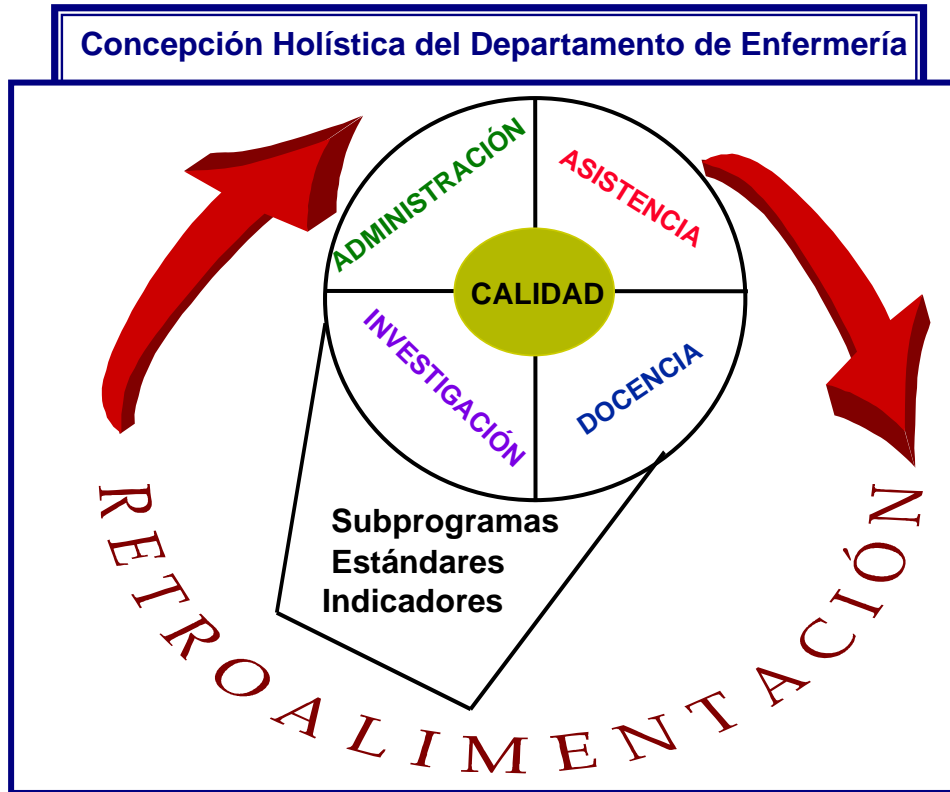 Concepción Holística del Departamento de Enfermería
ADMINISTRACIÓN
ASISTENCIA
CALIDAD
INVESTIGACIÓN
DOCENCIA
Subprogramas
Estándares
Indicadores
RETROALIMENTACIÓN